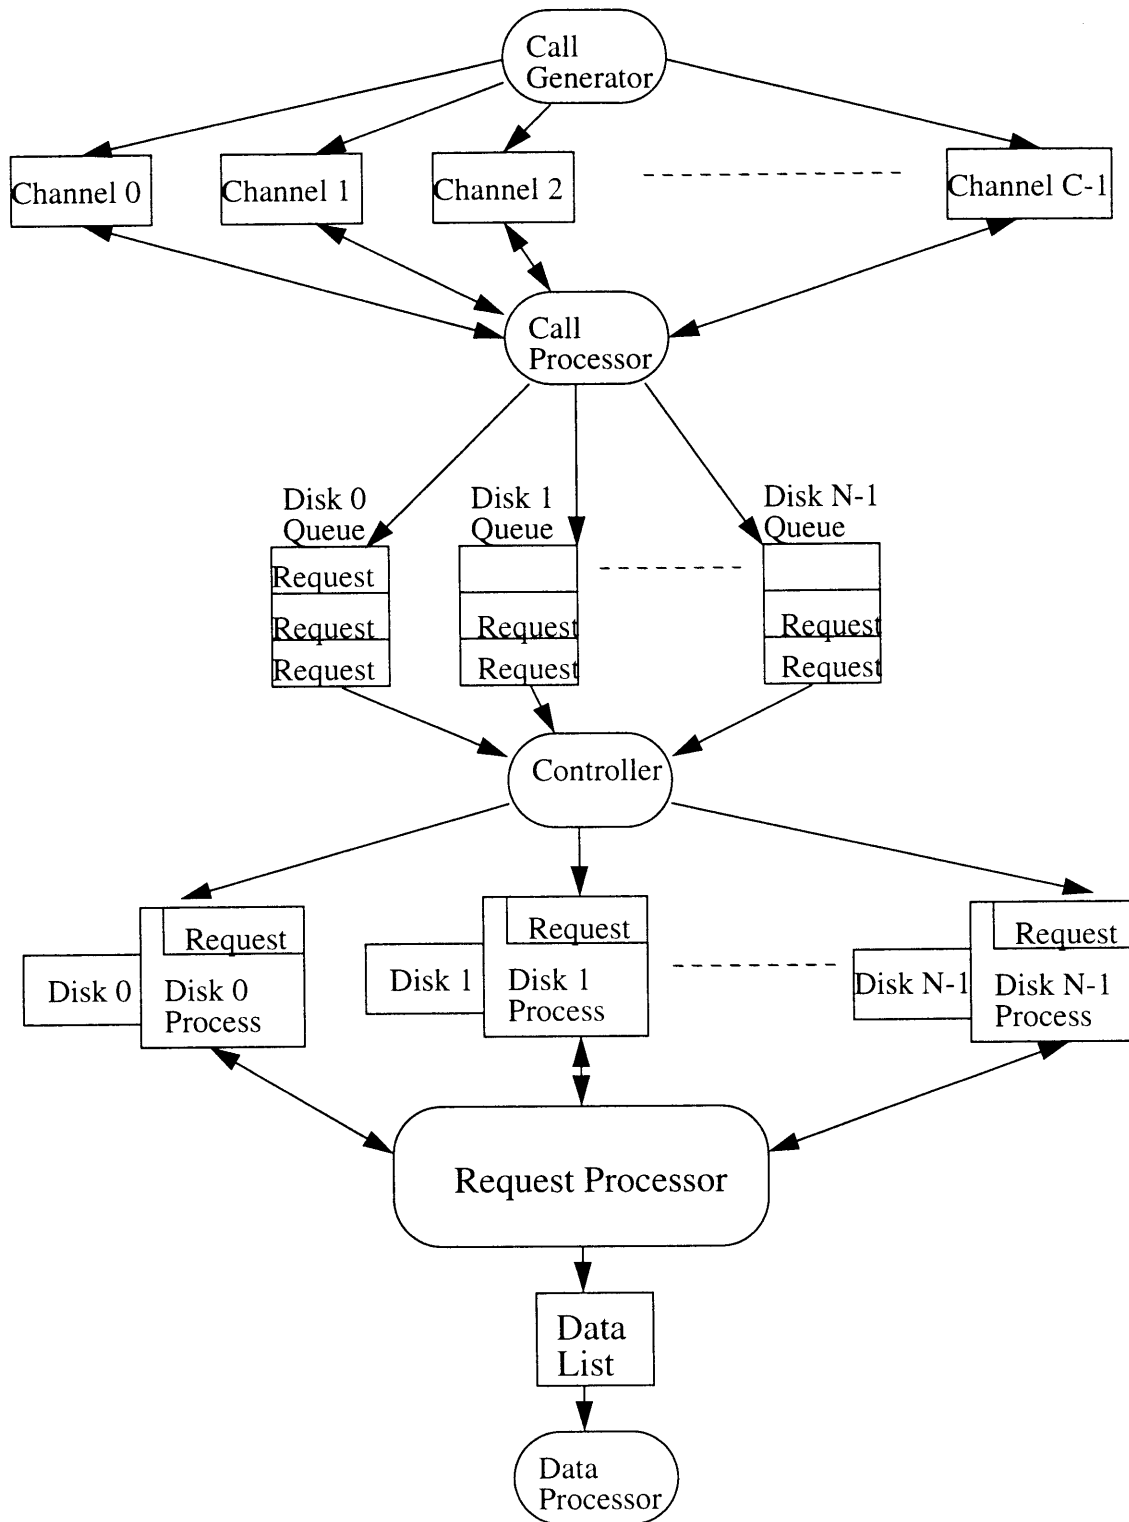 Call
Generator
Channel 0
Channel 1
Channel 2
Channel C-1
Call
Processor
Disk 0
Queue
Disk 1
Queue
Disk N-1
Queue
Request
Request
Request
Request
Request
Request
Request
Controller
Request
Request
Request
Disk 0
Disk 0
Process
Disk 1
Disk 1
Process
Disk N-1
Disk N-1
Process
Request Processor
Data
List
Data
Processor